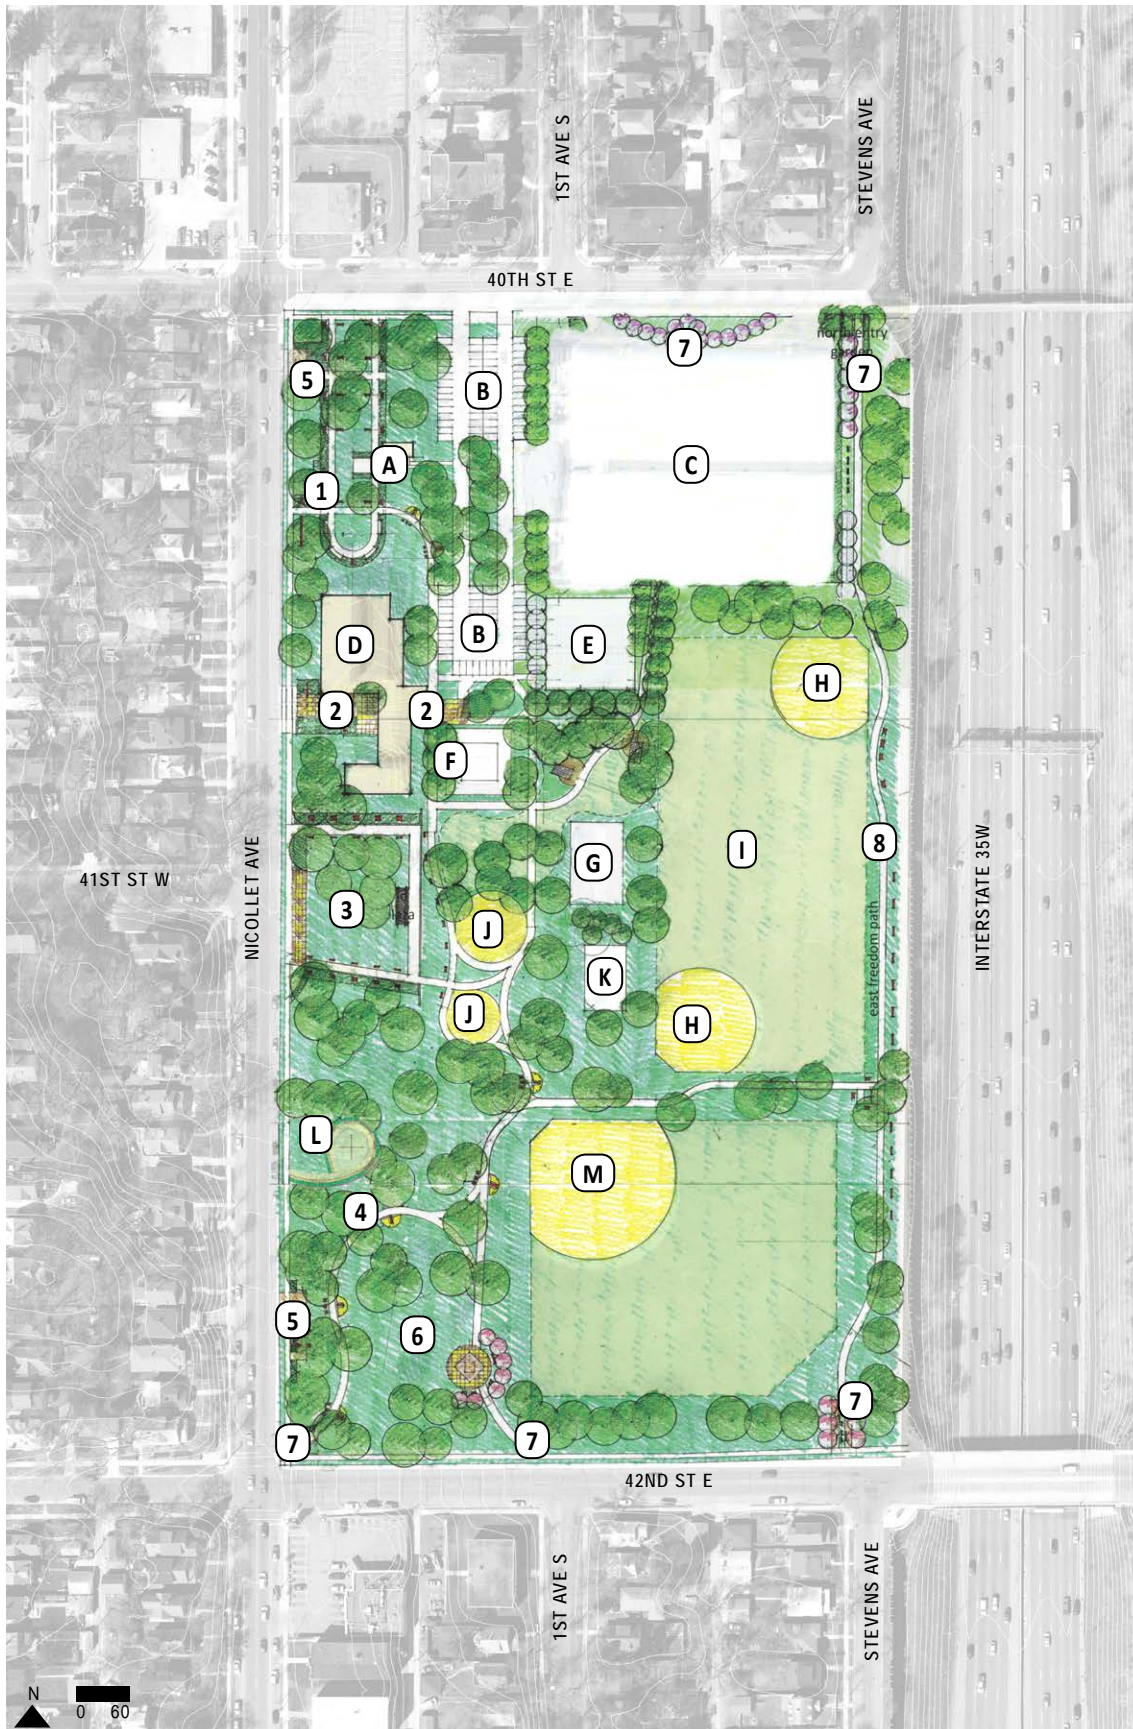 1ST AVE S
STEVENS AVE
40TH ST E
north entry
garden
7
5
B
7
C
A
1
B
D
E
H
2
2
F
8
I
G
NICOLLET AVE
41ST ST W
INTERSTATE 35W
3
J
east freedom path
K
J
H
L
M
4
5
6
7
7
7
42ND ST E
1ST AVE S
STEVENS AVE
N
0 60